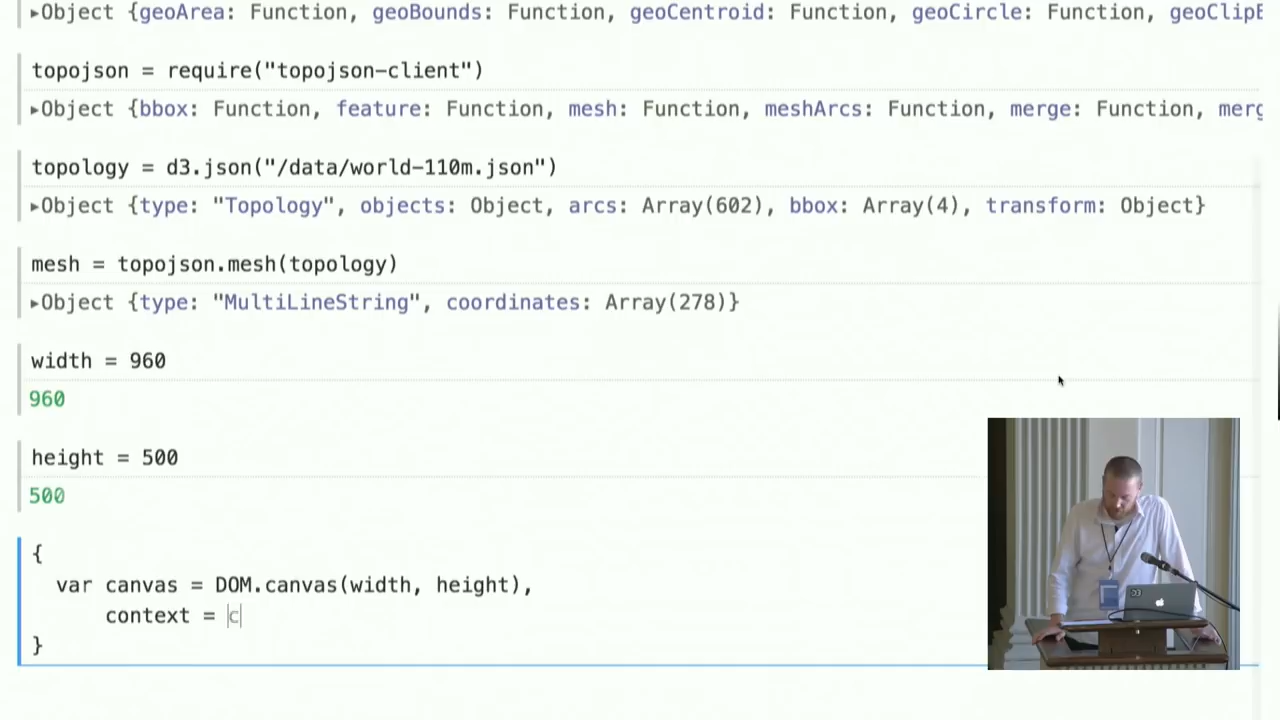 ▸Object {geoArea: Function, geoBounds: Function, geoCentroid: Function, geoCircle: Function, geoClipE
topojson = require("topojson-client")
▸Object {bbox: Function, feature: Function, mesh: Function, meshArcs: Function, merge: Function, merg
topology = d3.json("/data/world-110m.json")
▸Object {type: "Topology", objects: Object, arcs: Array(602), bbox: Array(4), transform: Object}
mesh = topojson.mesh(topology)
▸Object {type: "MultiLineString", coordinates: Array(278)}
width = 960
960
height = 500
500
{
var canvas = DOM.canvas(width, height),
context = c
}